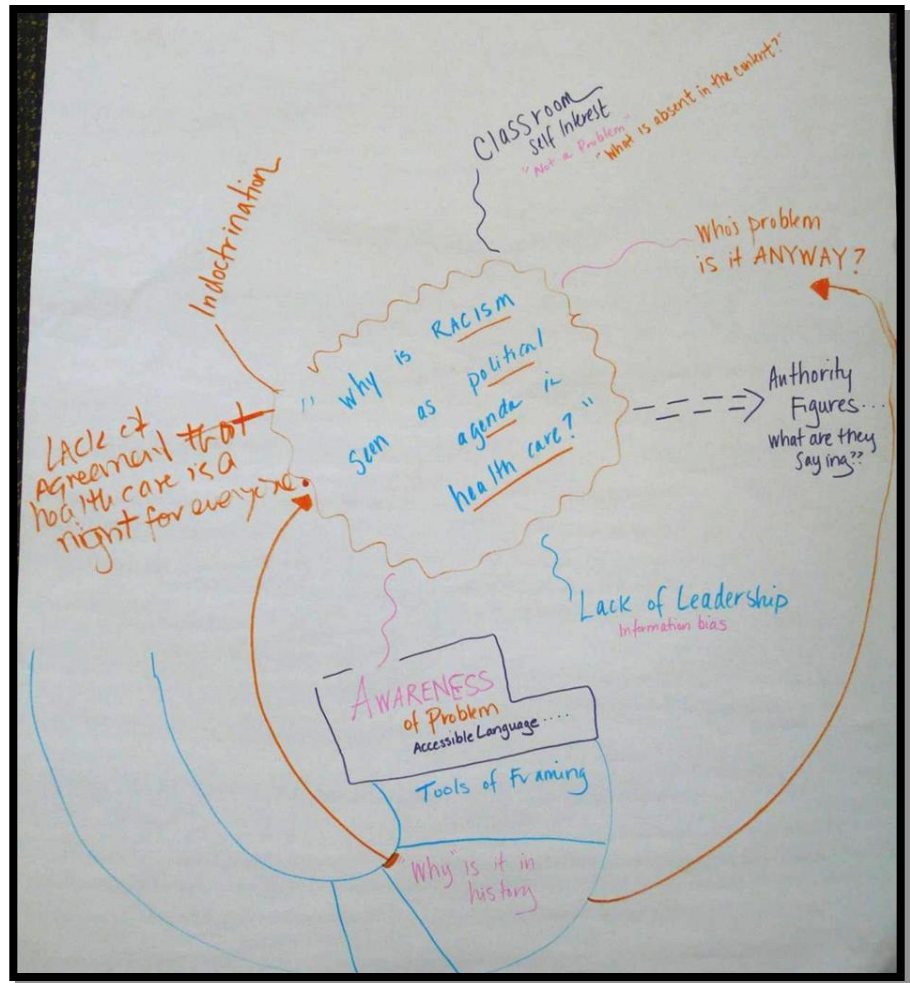 Classroom
Self Interest
"Not a Problem"
"What is absent in the content?"
Indoctrination
Who's problem
is it ANYWAY?
"Why is RACISM
seen as political
agenda in
health care?"
Authority
Figures...
what are they
saying??
Lack of
Agreement that
health care is a
right for everyone.
Lack of Leadership
Information bias
AWARENESS
of Problem
Accessible Language....
Tools of Framing
"Why" is it in
history